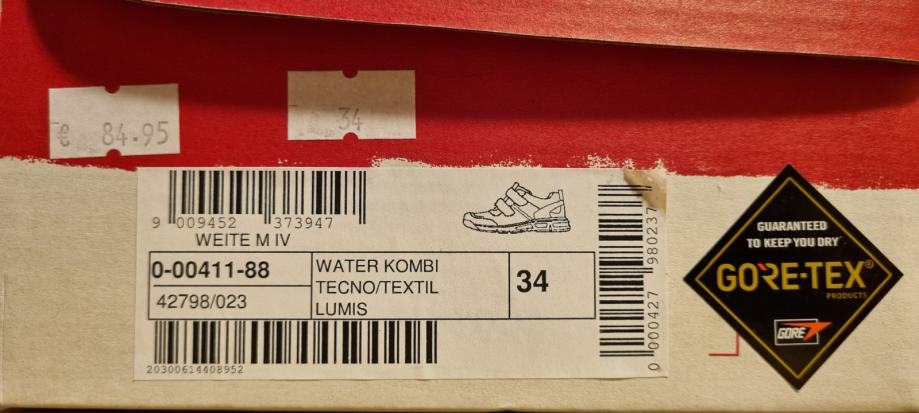 € 84.95
34
9 009452 373947
WEITE M IV
0-00411-88
42798/023
WATER KOMBI
TECNO/TEXTIL
LUMIS
34
20300614408952
0 000427 980237
GUARANTEED
TO KEEP YOU DRY
GORE-TEX®
PRODUCTS
GORE